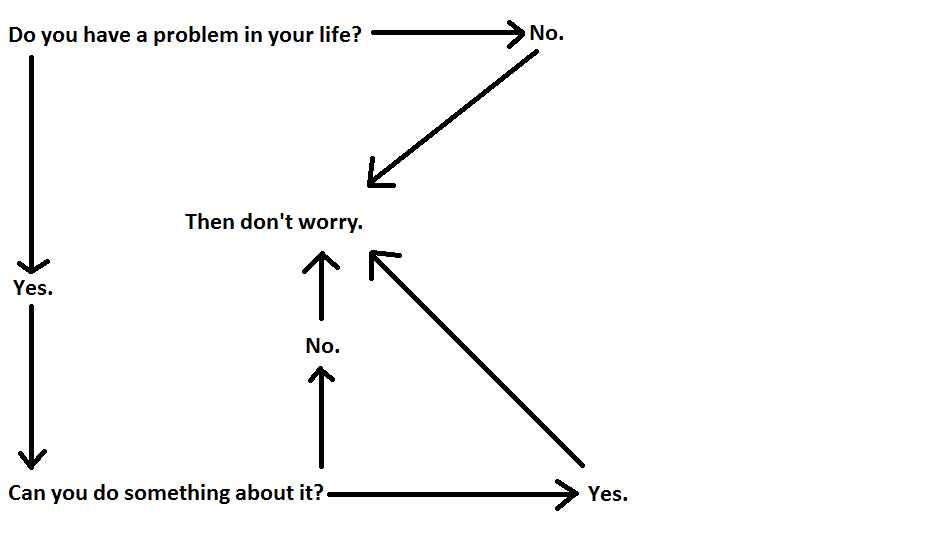 Do you have a problem in your life?
No.
Then don't worry.
Yes.
No.
Can you do something about it?
Yes.